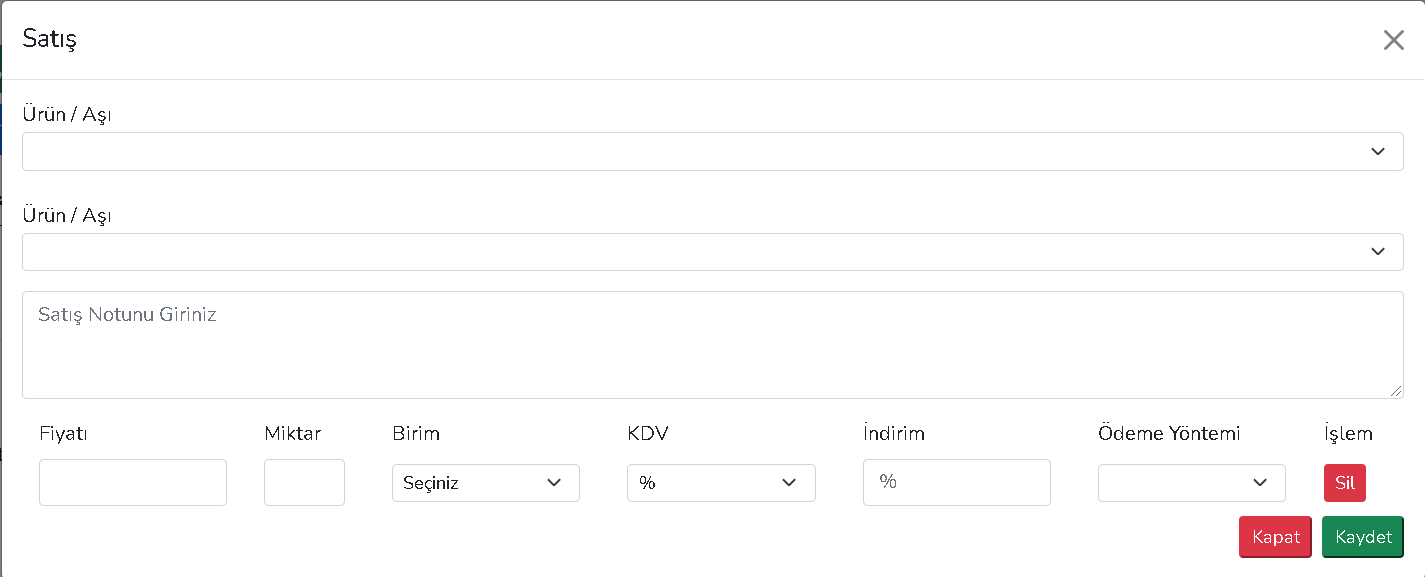 Satış
Ürün / Aşı
Ürün / Aşı
Satış Notunu Giriniz
Fiyatı Miktar Birim KDV İndirim Ödeme Yöntemi İşlem
Seçiniz % % Sil
Kapat Kaydet